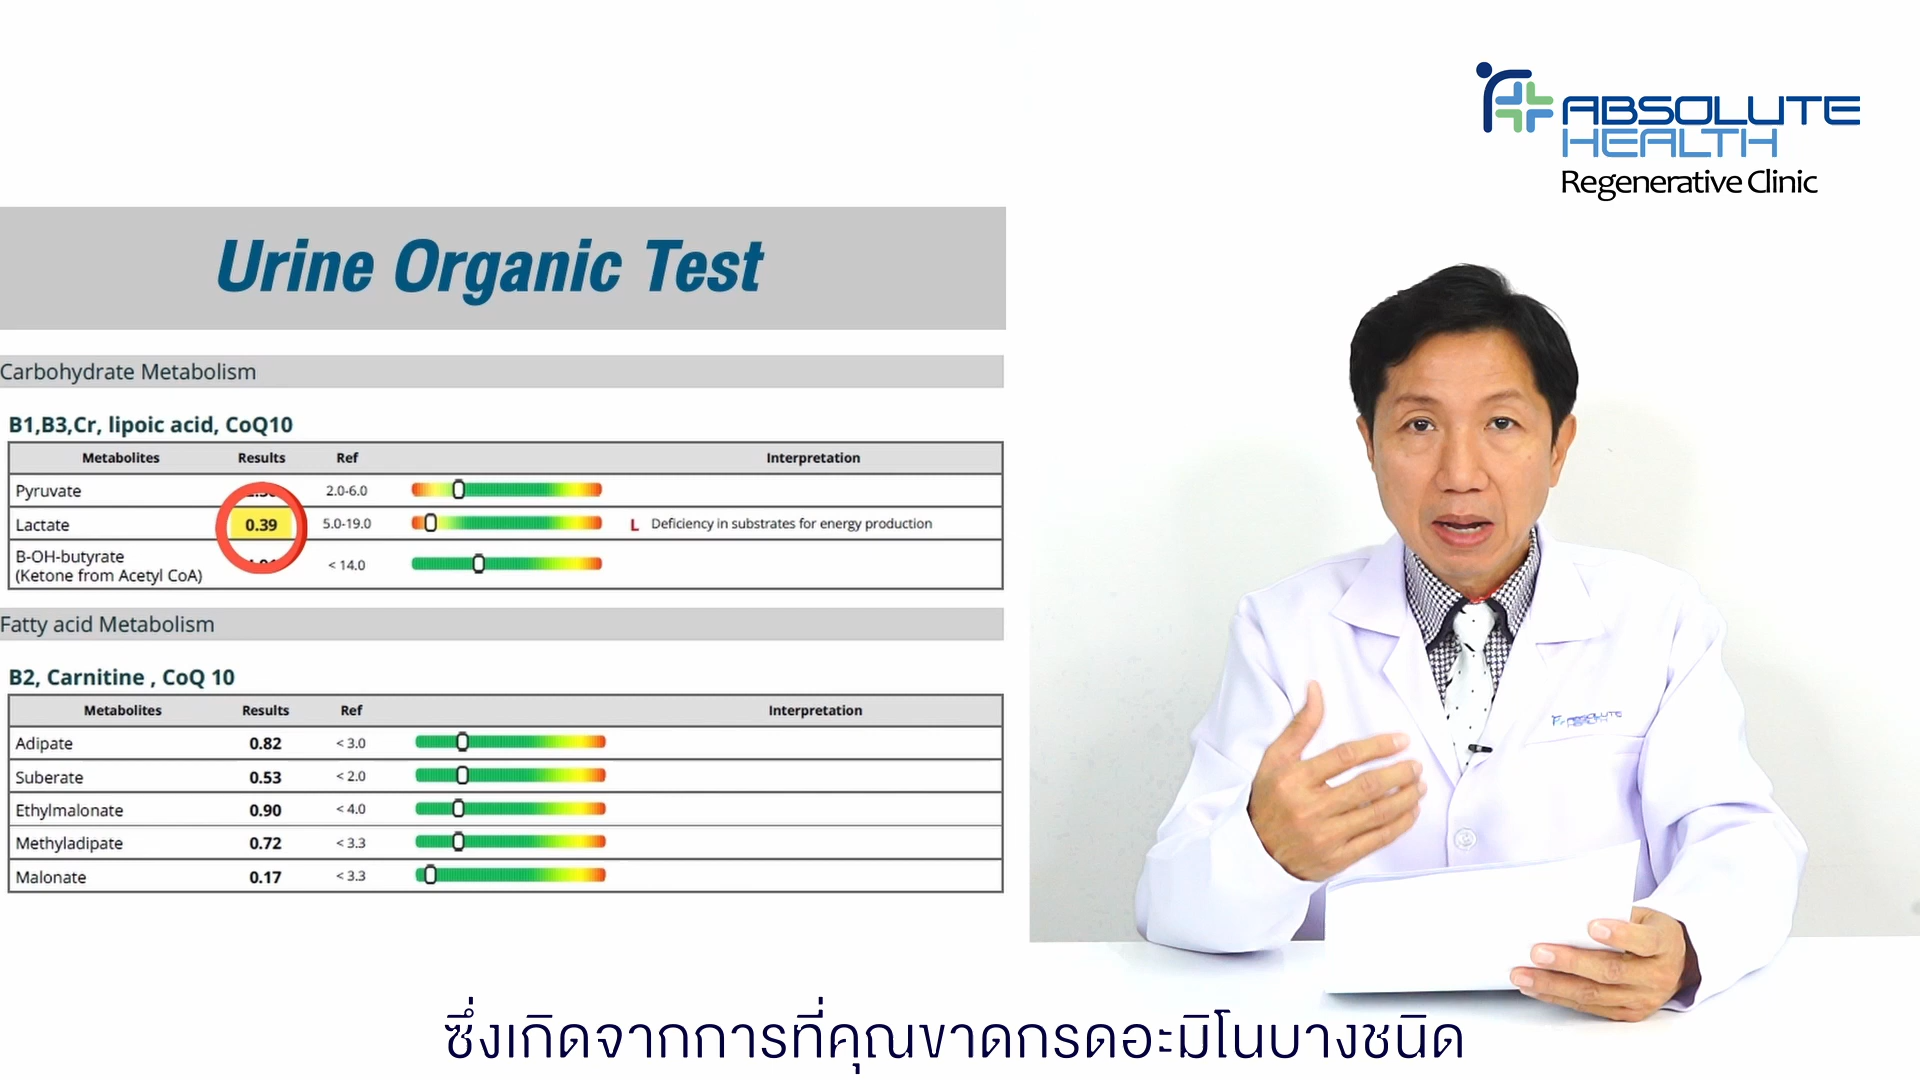 ABSOLUTE
HEALTH
Regenerative Clinic
Urine Organic Test
Carbohydrate Metabolism
B1,B3,Cr, lipoic acid, CoQ10
Metabolites Results Ref Interpretation
Pyruvate 2.0-6.0
Lactate 0.39 5.0-19.0 L Deficiency in substrates for energy production
B-OH-butyrate
(Ketone from Acetyl CoA) < 14.0
Fatty acid Metabolism
B2, Carnitine , CoQ 10
Metabolites Results Ref Interpretation
Adipate 0.82 < 3.0
Suberate 0.53 < 2.0
Ethylmalonate 0.90 < 4.0
Methyladipate 0.72 < 3.3
Malonate 0.17 < 3.3
ABSOLUTE
HEALTH
ซึ่งเกิดจากการที่คุณขาดกรดอะมิโนบางชนิด